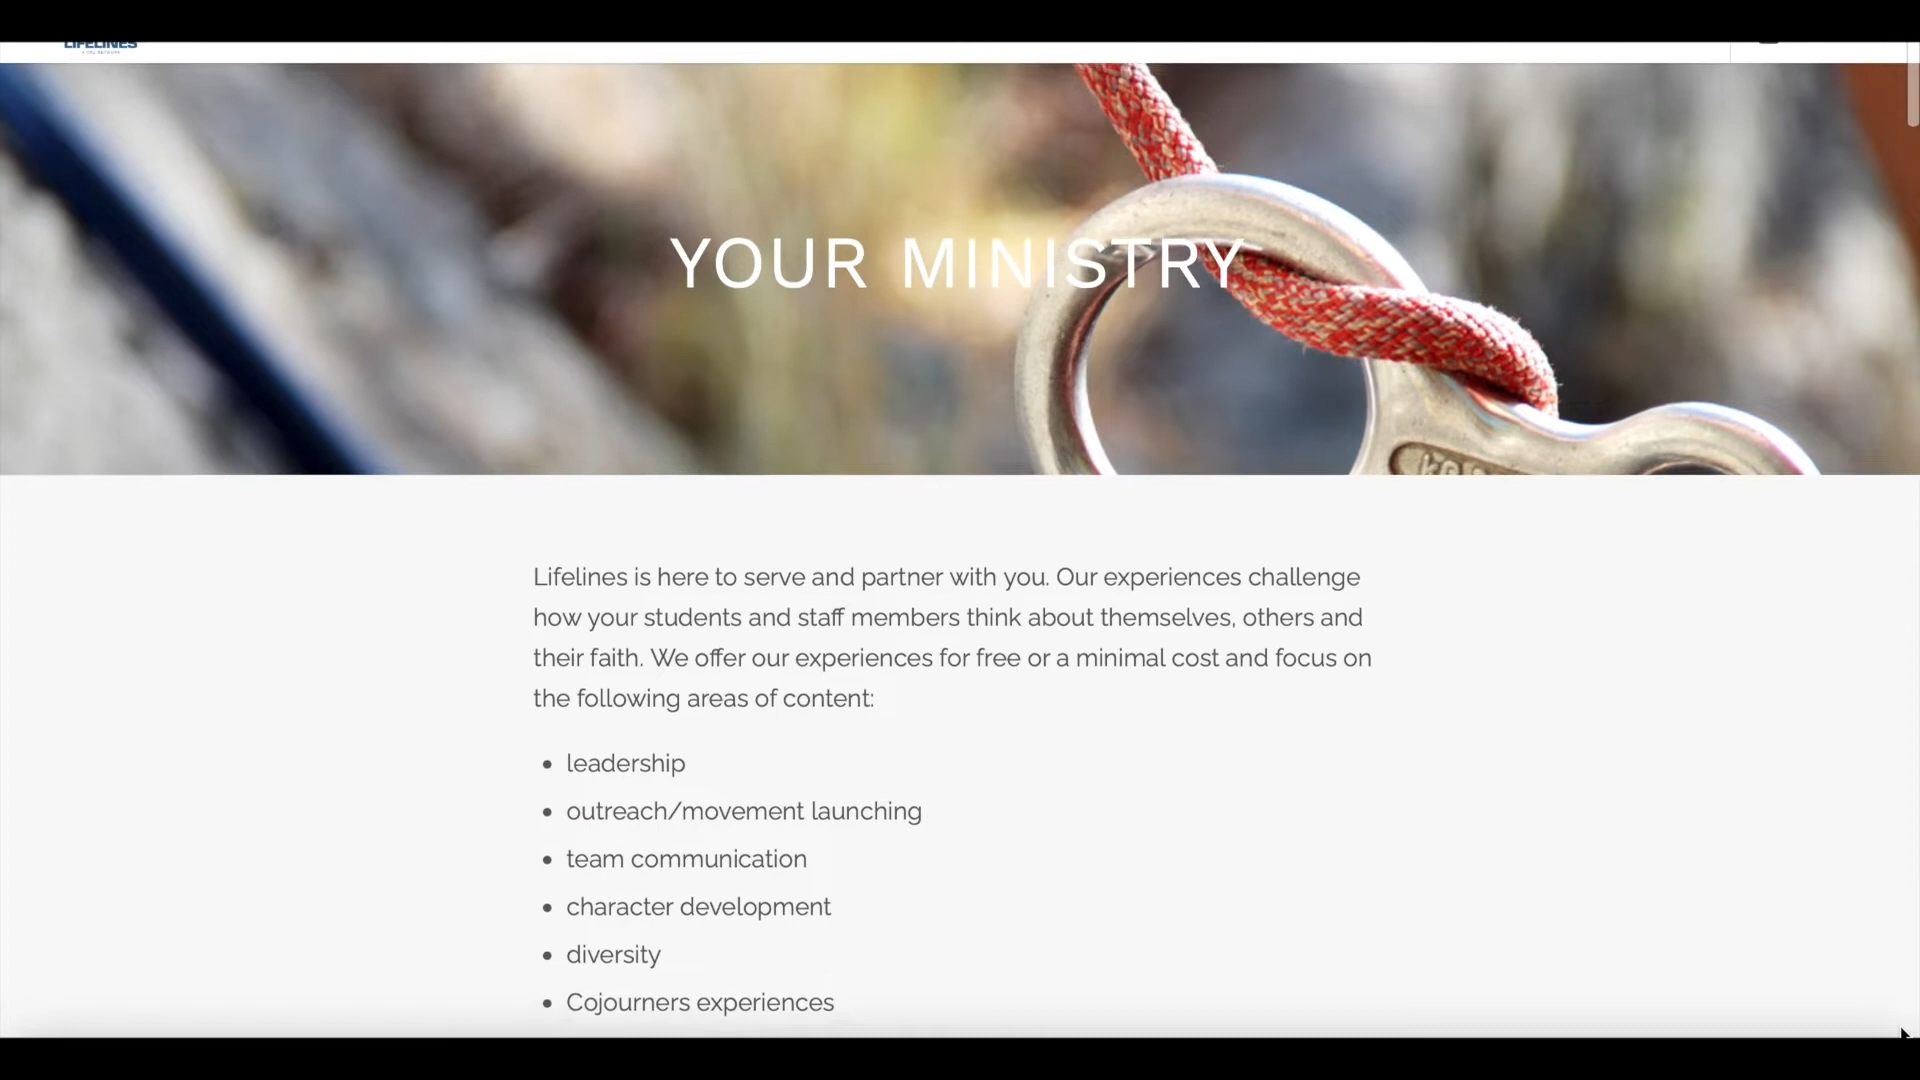 LIFELINES
YOUR MINISTRY
Lifelines is here to serve and partner with you. Our experiences challenge
how your students and staff members think about themselves, others and
their faith. We offer our experiences for free or a minimal cost and focus on
the following areas of content:
• leadership
• outreach/movement launching
• team communication
• character development
• diversity
• Cojourners experiences